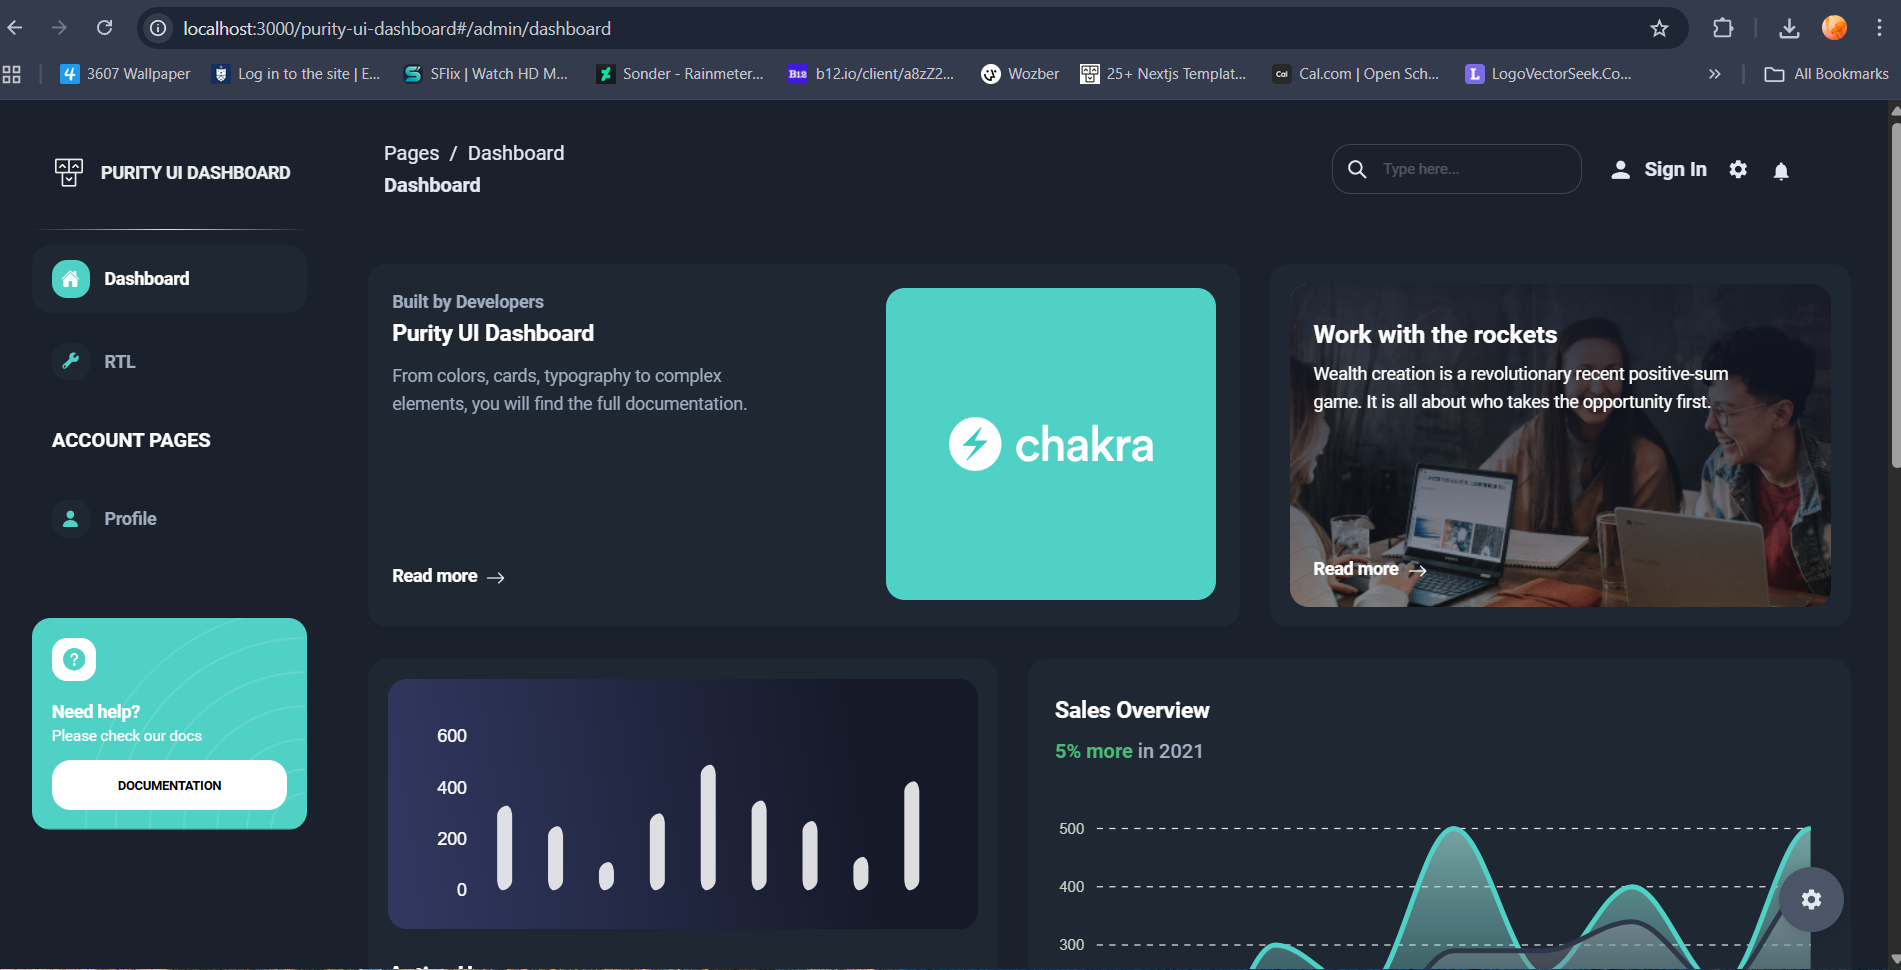 localhost:3000/purity-ui-dashboard#/admin/dashboard
3607 Wallpaper
Log in to the site | E...
SFlix | Watch HD M...
Sonder - Rainmeter...
B12
b12.io/client/a8zZ2...
Wozber
25+ Nextjs Templat...
Cal
Cal.com | Open Sch...
L
LogoVectorSeek.Co...
All Bookmarks
PURITY UI DASHBOARD
Pages / Dashboard
Dashboard
Type here...
Sign In
Dashboard
RTL
ACCOUNT PAGES
Profile
?
Need help?
Please check our docs
DOCUMENTATION
Built by Developers
Purity UI Dashboard
From colors, cards, typography to complex
elements, you will find the full documentation.
Read more
chakra
Work with the rockets
Wealth creation is a revolutionary recent positive-sum
game. It is all about who takes the opportunity first.
Read more
600
400
200
0
Sales Overview
5% more in 2021
500
400
300